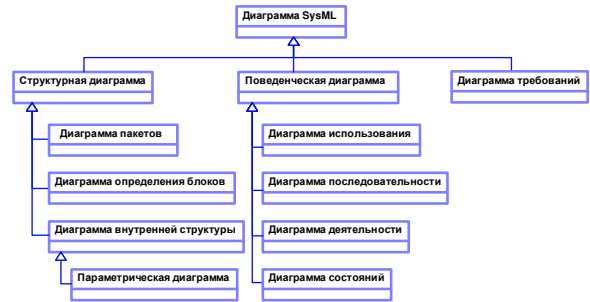 Диаграмма SysML
Структурная диаграмма
Поведенческая диаграмма
Диаграмма требований
Диаграмма пакетов
Диаграмма использования
Диаграмма определения блоков
Диаграмма последовательности
Диаграмма внутренней структуры
Диаграмма деятельности
Параметрическая диаграмма
Диаграмма состояний